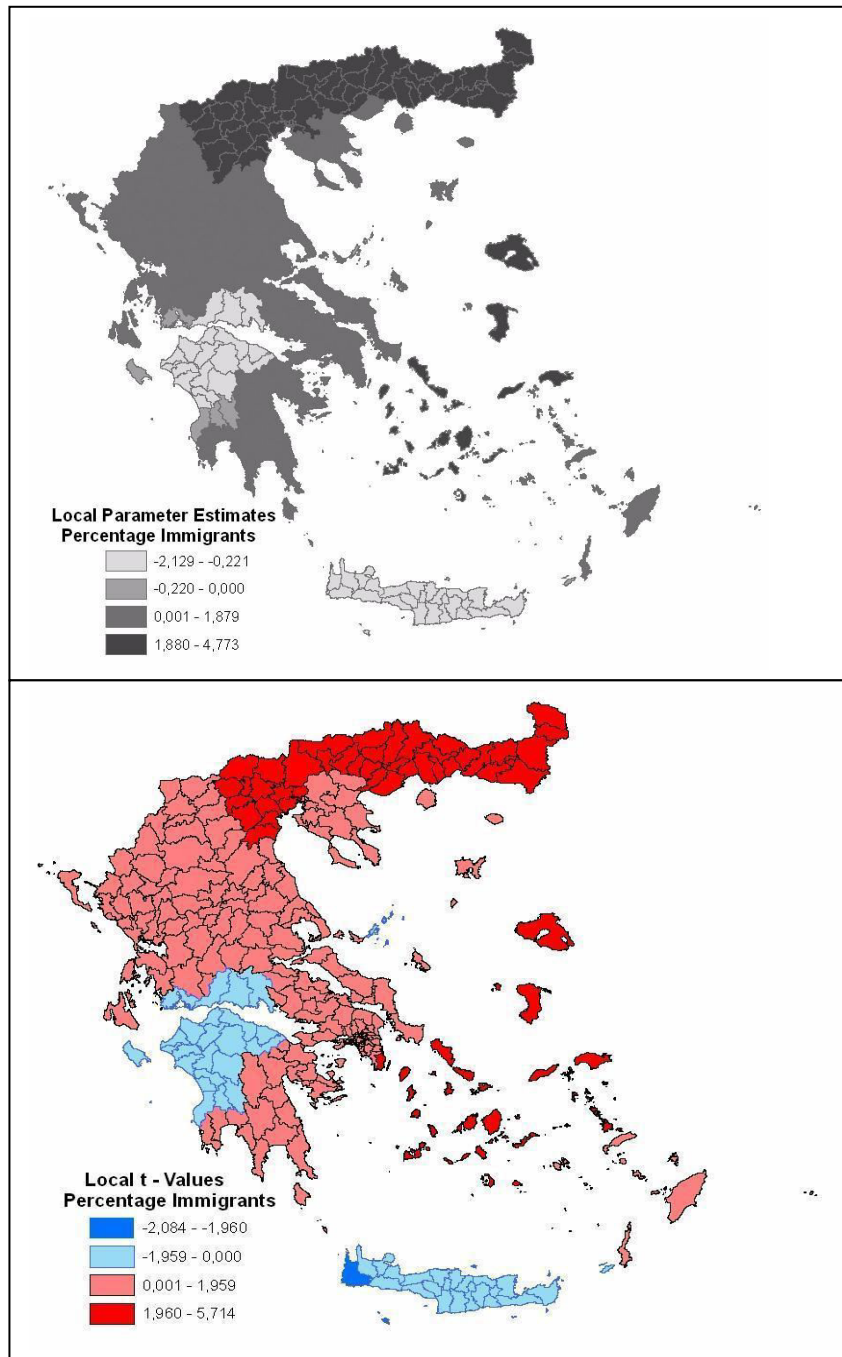 Local Parameter Estimates
Percentage Immigrants
-2,129 - -0,221
-0,220 - 0,000
0,001 - 1,879
1,880 - 4,773
Local t - Values
Percentage Immigrants
-2,084 - -1,960
-1,959 - 0,000
0,001 - 1,959
1,960 - 5,714